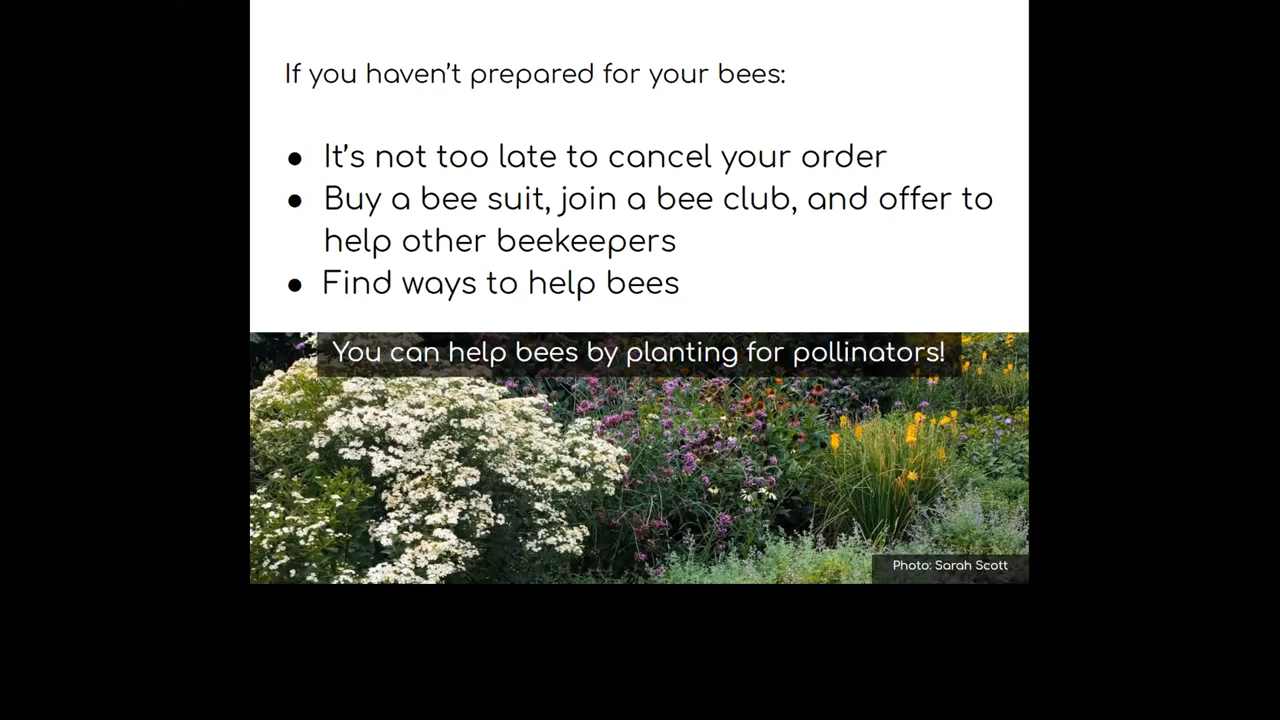 If you haven't prepared for your bees:
● It's not too late to cancel your order
● Buy a bee suit, join a bee club, and offer to
help other beekeepers
● Find ways to help bees
You can help bees by planting for pollinators!
Photo: Sarah Scott